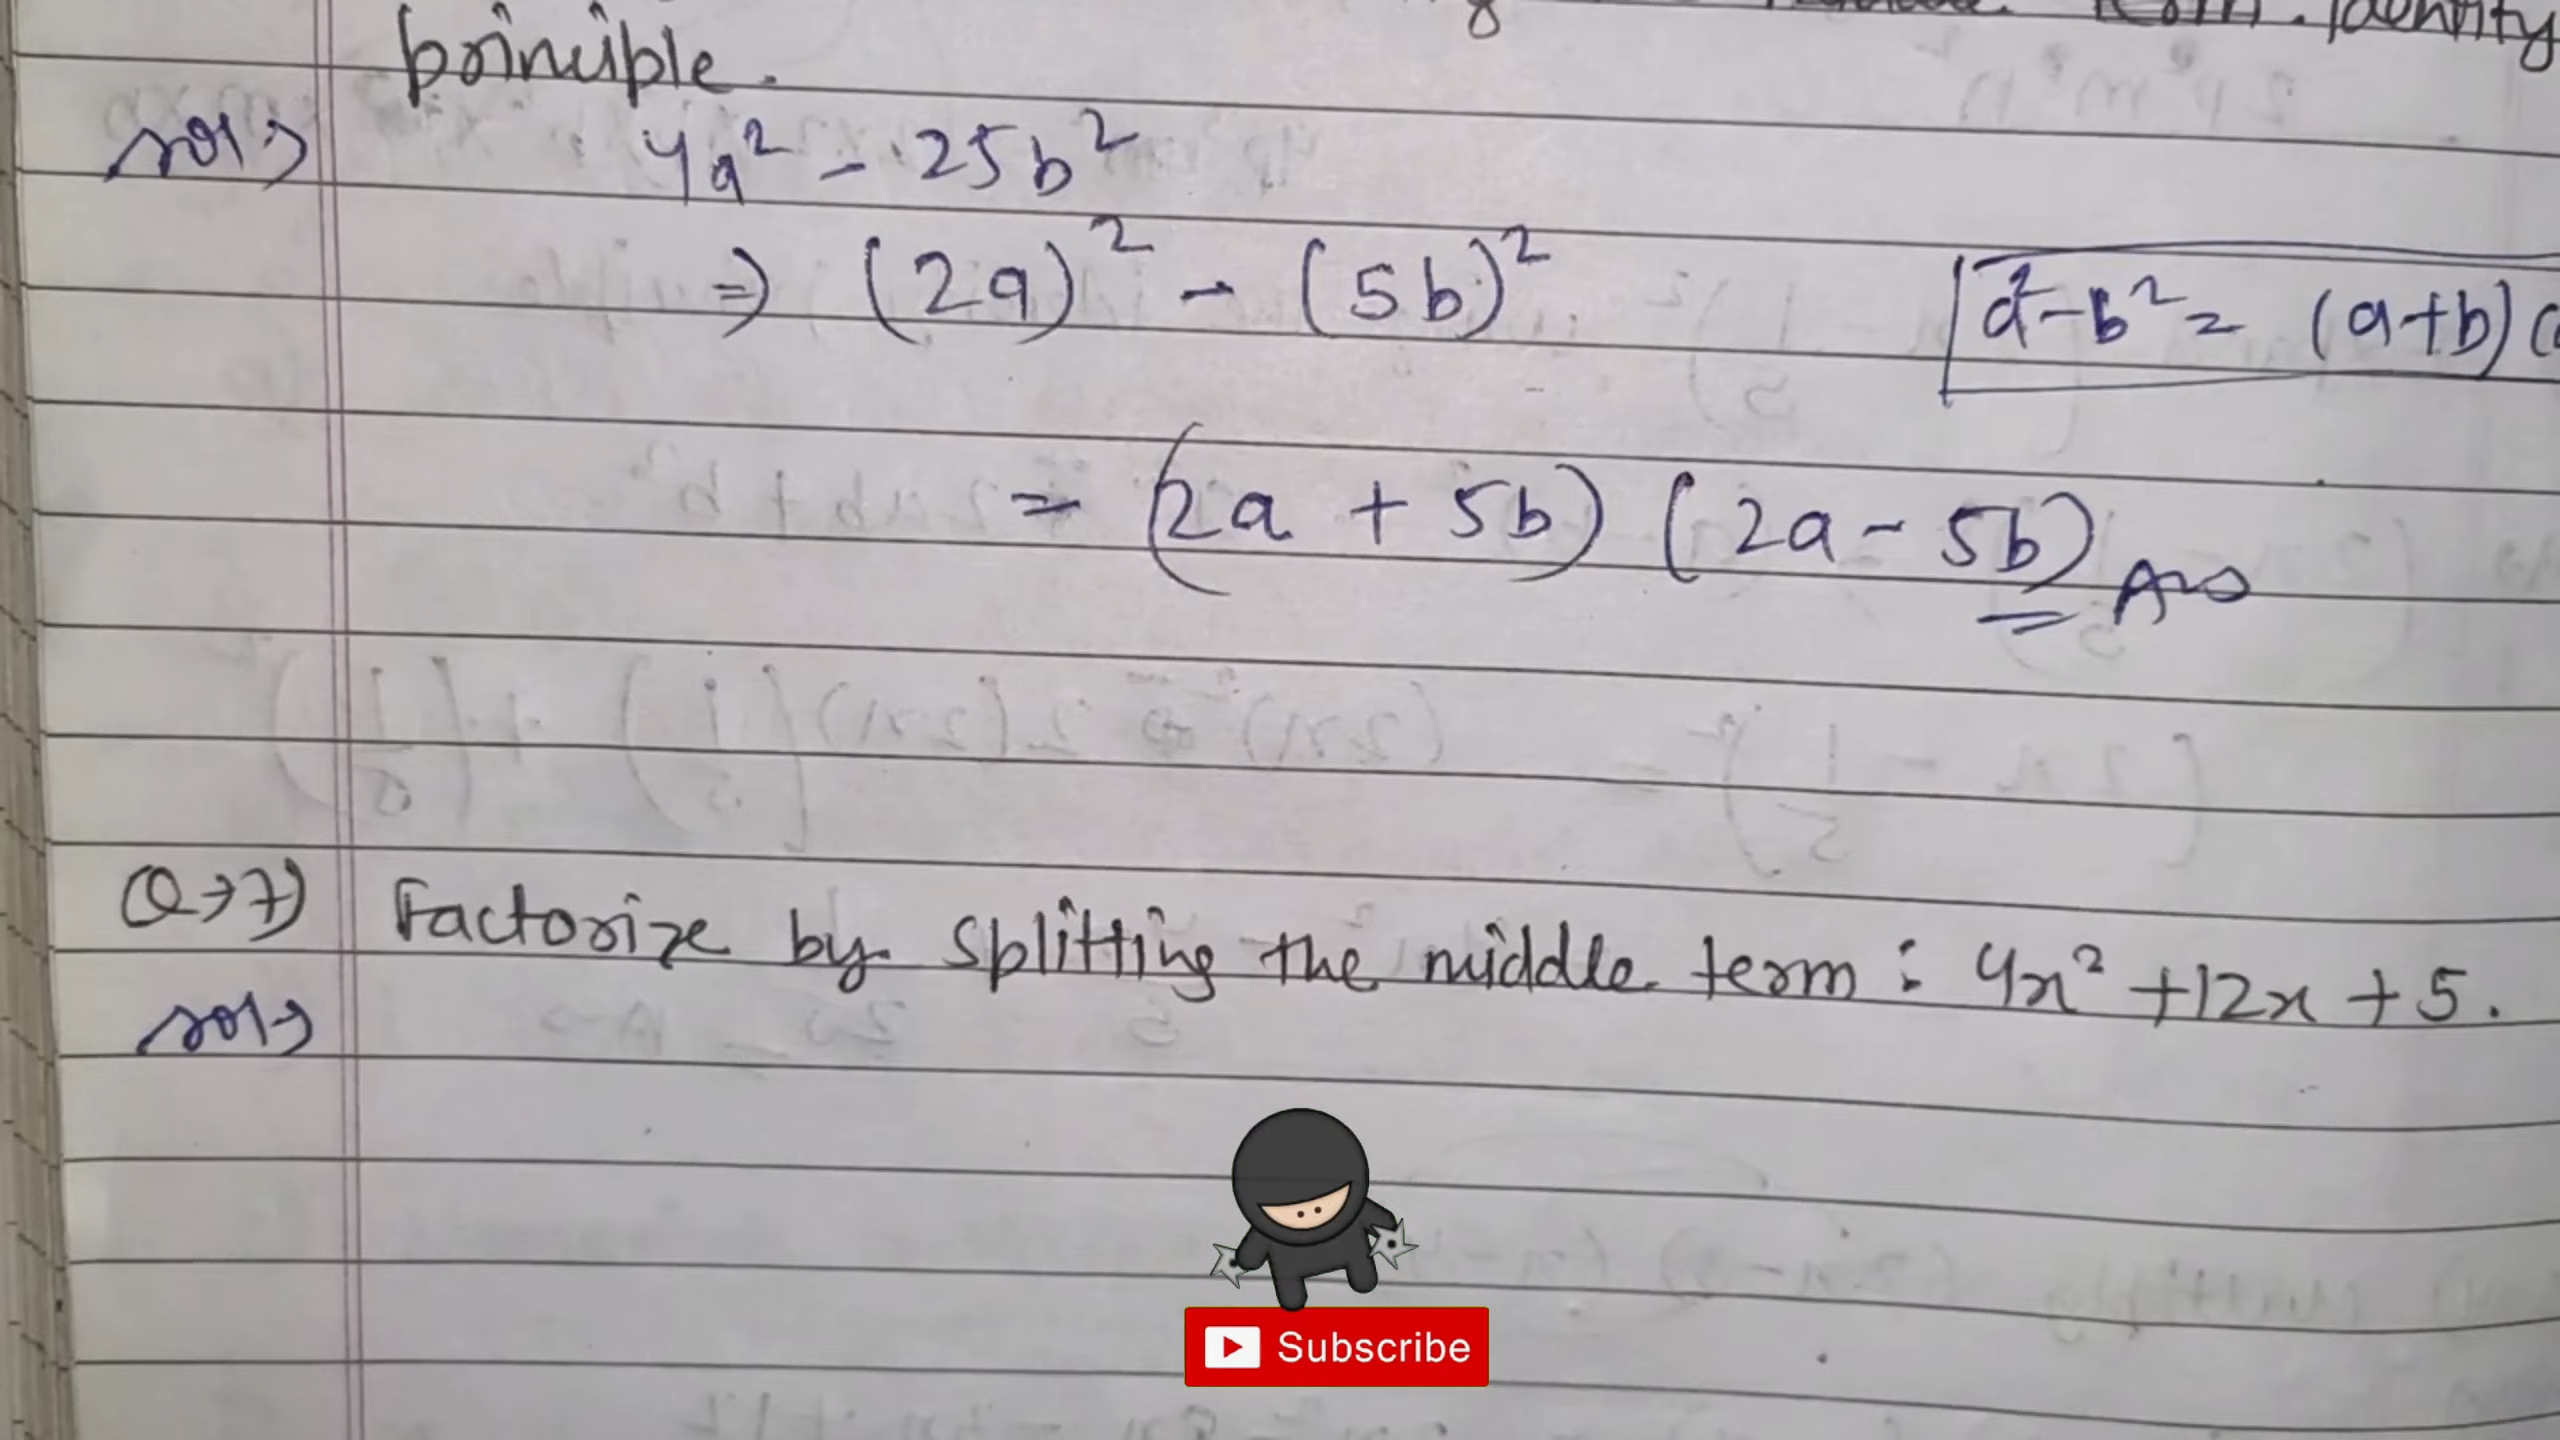 Identity
principle.
sol→ 4a² - 25b²
⇒ (2a)² - (5b)²
a² - b² = (a+b)(
= (2a + 5b) (2a - 5b) Ans
Q→7) Factorize by splitting the middle term : 4x² + 12x + 5.
sol→
Subscribe